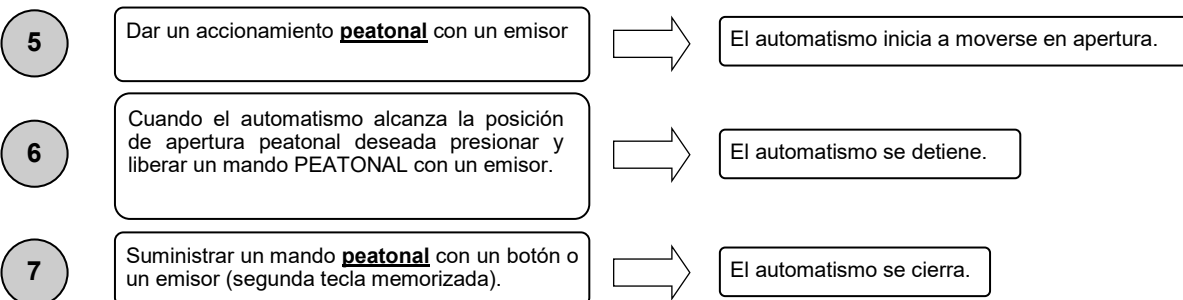 5
Dar un accionamiento peatonal con un emisor
El automatismo inicia a moverse en apertura.
6
Cuando el automatismo alcanza la posición
de apertura peatonal deseada presionar y
liberar un mando PEATONAL con un emisor.
El automatismo se detiene.
7
Suministrar un mando peatonal con un botón o
un emisor (segunda tecla memorizada).
El automatismo se cierra.